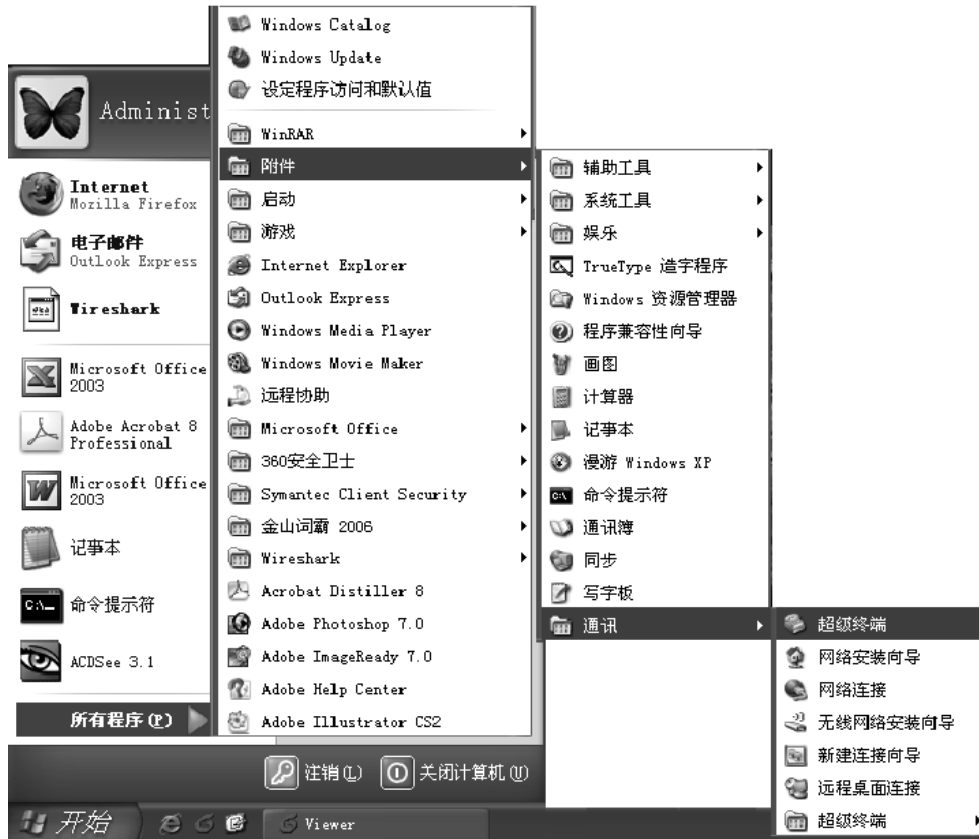 Administ
Internet
Mozilla Firefox
电子邮件
Outlook Express
Wireshark
Microsoft Office
2003
Adobe Acrobat 8
Professional
Microsoft Office
2003
记事本
命令提示符
ACDSee 3.1
所有程序(P)
Windows Catalog
Windows Update
设定程序访问和默认值
WinRAR
附件
启动
游戏
Internet Explorer
Outlook Express
Windows Media Player
Windows Movie Maker
远程协助
Microsoft Office
360安全卫士
Symantec Client Security
金山词霸 2006
Wireshark
Acrobat Distiller 8
Adobe Photoshop 7.0
Adobe ImageReady 7.0
Adobe Help Center
Adobe Illustrator CS2
辅助工具
系统工具
娱乐
TrueType 造字程序
Windows 资源管理器
程序兼容性向导
画图
计算器
记事本
漫游 Windows XP
命令提示符
通讯簿
同步
写字板
通讯
超级终端
网络安装向导
网络连接
无线网络安装向导
新建连接向导
远程桌面连接
超级终端
注销(L)
关闭计算机(U)
开始
Viewer